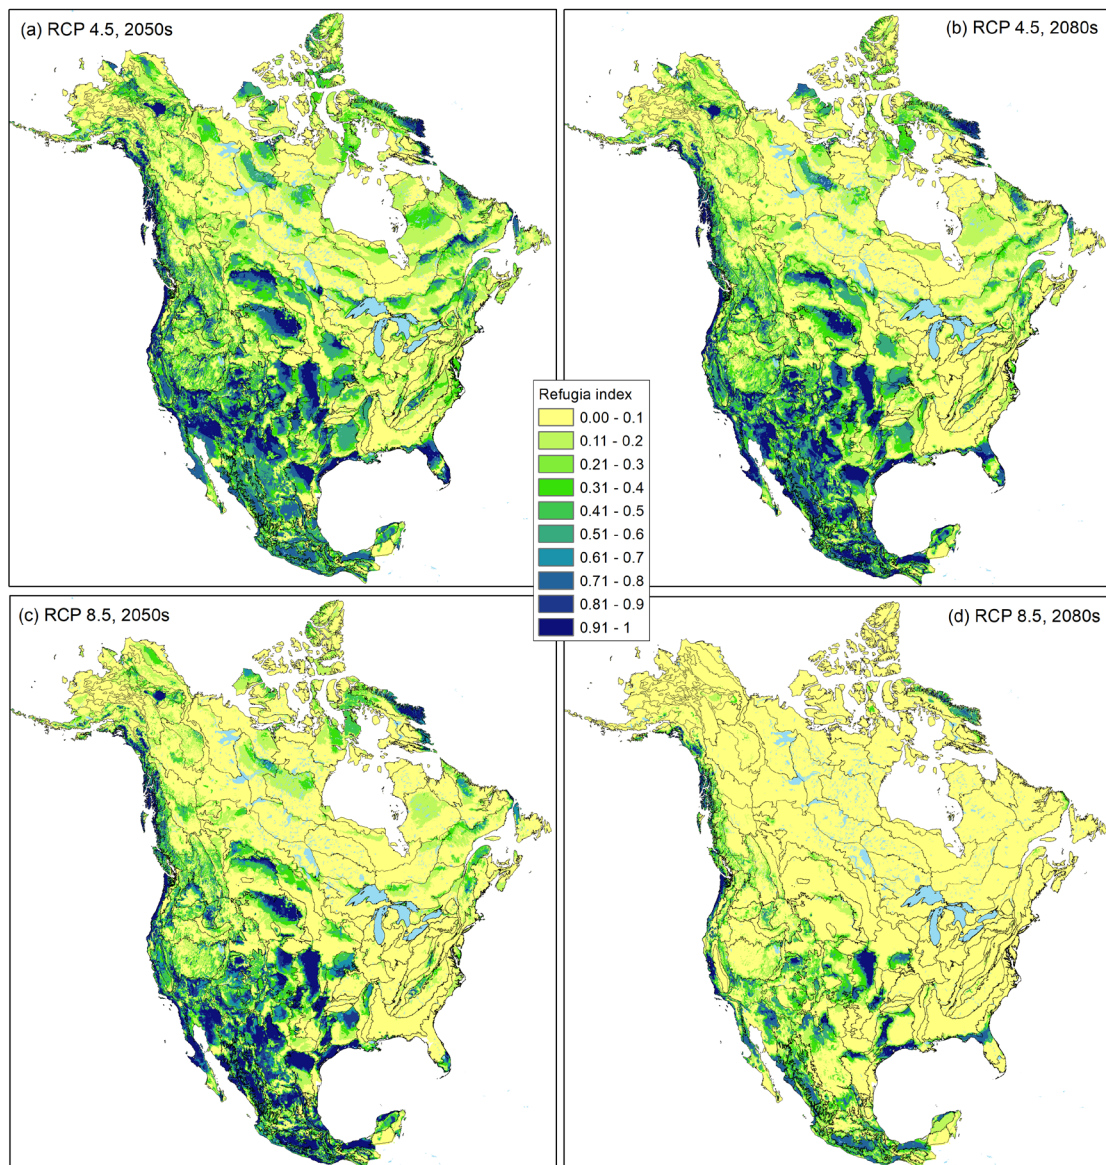 (a) RCP 4.5, 2050s
(b) RCP 4.5, 2080s
Refugia index
0.00 - 0.1
0.11 - 0.2
0.21 - 0.3
0.31 - 0.4
0.41 - 0.5
0.51 - 0.6
0.61 - 0.7
0.71 - 0.8
0.81 - 0.9
0.91 - 1
(c) RCP 8.5, 2050s
(d) RCP 8.5, 2080s